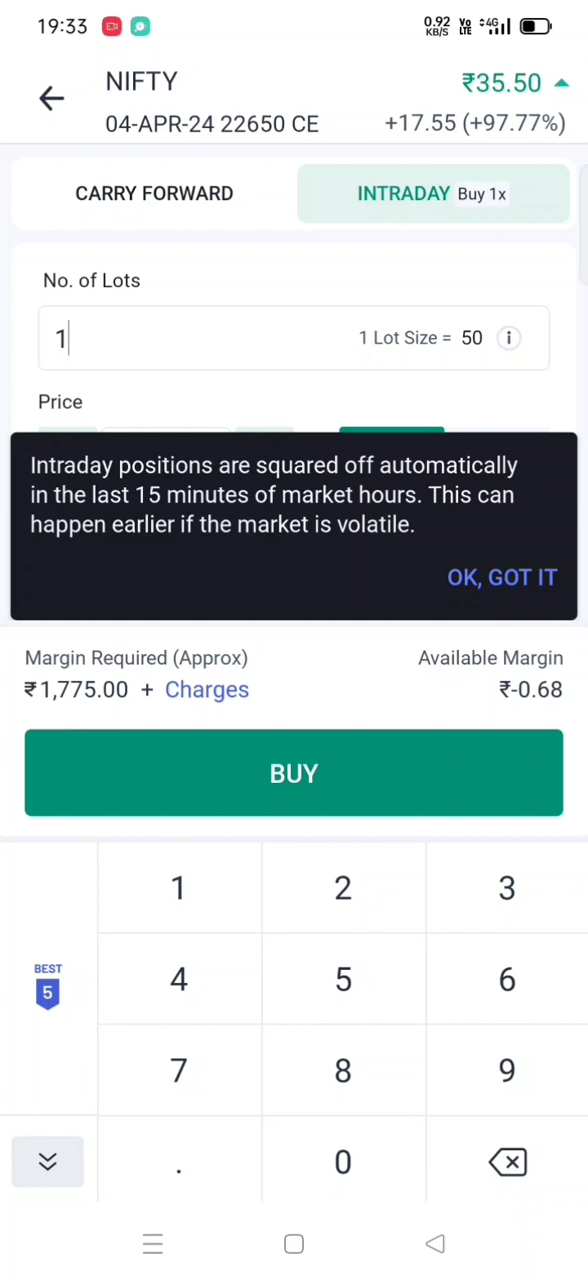 19:33
0.92 KB/S Vo LTE 4G
NIFTY
₹35.50
04-APR-24 22650 CE
+17.55 (+97.77%)
CARRY FORWARD
INTRADAY Buy 1x
No. of Lots
1
1 Lot Size = 50
Price
Intraday positions are squared off automatically
in the last 15 minutes of market hours. This can
happen earlier if the market is volatile.
OK, GOT IT
Margin Required (Approx)
Available Margin
₹1,775.00 + Charges
₹-0.68
BUY
1 2 3
BEST
5
4 5 6
7 8 9
. 0